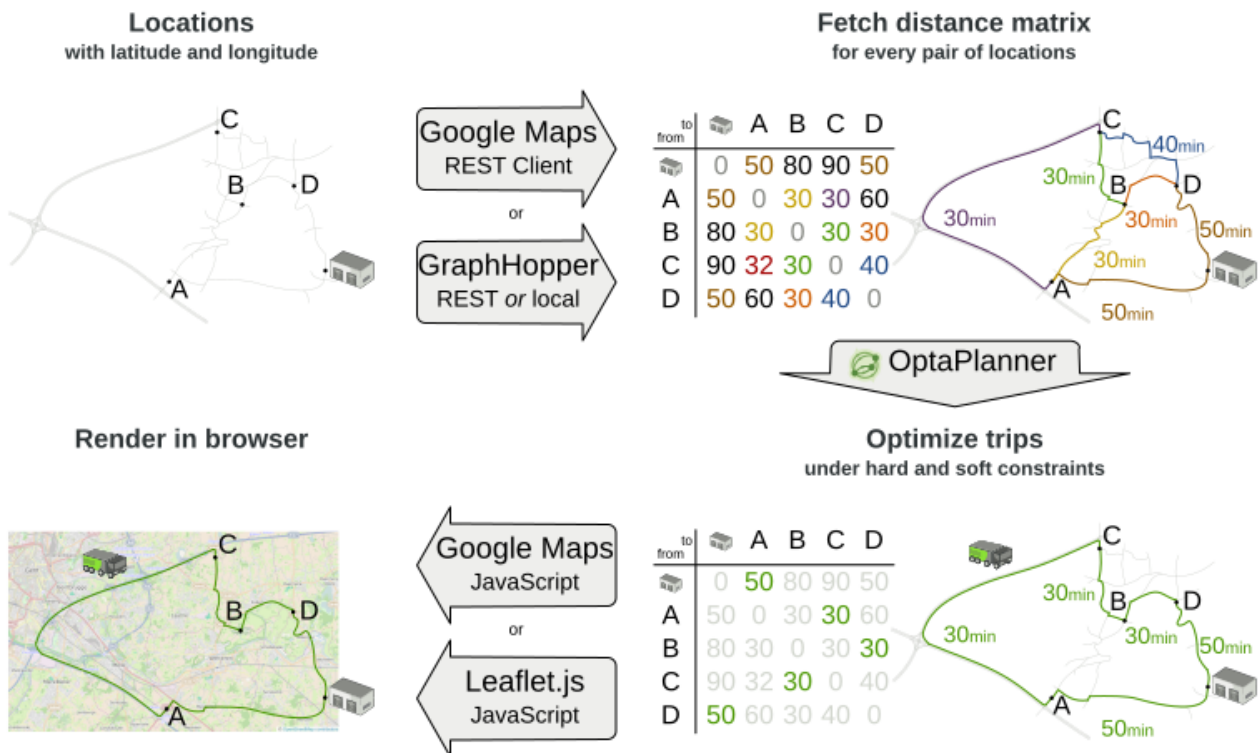 Locations
with latitude and longitude
C
B
D
A
Google Maps
REST Client
or
GraphHopper
REST or local
Fetch distance matrix
for every pair of locations
to
from
A B C D
0 50 80 90 50
A 50 0 30 30 60
B 80 30 0 30 30
C 90 32 30 0 40
D 50 60 30 40 0
C
40min
30min
D
B
30min
30min
50min
30min
A
50min
OptaPlanner
Render in browser
C
B
D
A
Google Maps
JavaScript
or
Leaflet.js
JavaScript
Optimize trips
under hard and soft constraints
to
from
A B C D
0 50 80 90 50
A 50 0 30 30 60
B 80 30 0 30 30
C 90 32 30 0 40
D 50 60 30 40 0
C
30min
B
D
30min
30min
50min
A
50min